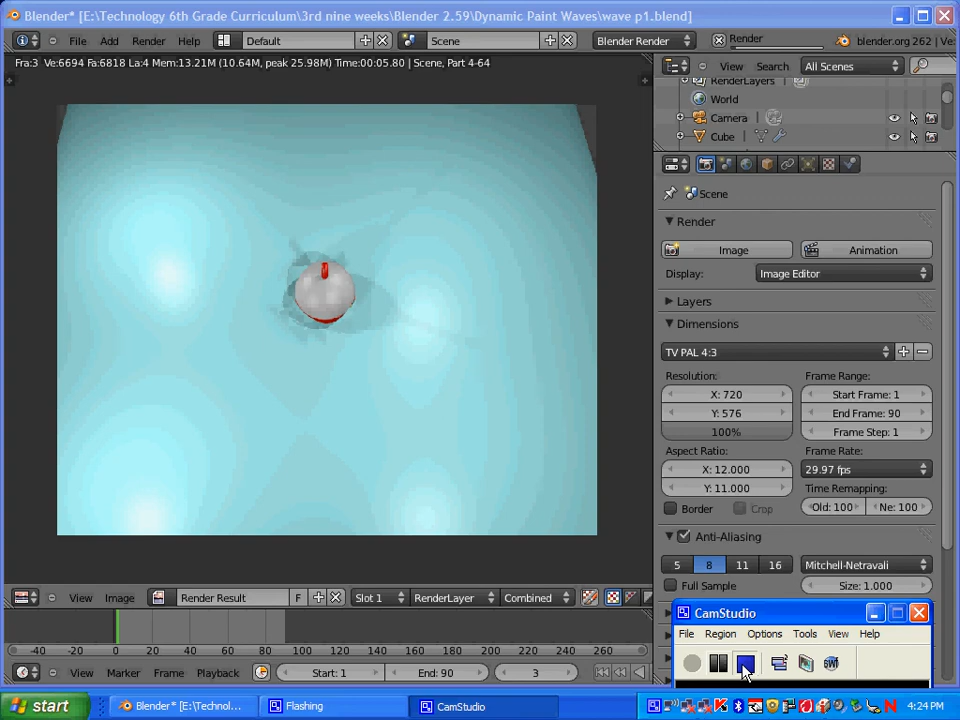 Blender* [E:\Technology 6th Grade Curriculum\3rd nine weeks\Blender 2.59\Dynamic Paint Waves\wave p1.blend]
File Add Render Help Default Scene Blender Render Render blender.org 262 | Ve:
Fra:3 Ve:6694 Fa:6818 La:4 Mem:13.21M (10.64M, peak 25.98M) Time:00:05.80 | Scene, Part 4-64
View Search All Scenes
RenderLayers
World
Camera
Cube
Scene
Render
Image Animation
Display: Image Editor
Layers
Dimensions
TV PAL 4:3
Resolution: Frame Range:
X: 720 Start Frame: 1
Y: 576 End Frame: 90
100% Frame Step: 1
Aspect Ratio: Frame Rate:
X: 12.000 29.97 fps
Y: 11.000 Time Remapping:
Border Crop Old: 100 Ne: 100
Anti-Aliasing
5 8 11 16 Mitchell-Netravali
Full Sample Size: 1.000
View Image Render Result F Slot 1 RenderLayer Combined
CamStudio
File Region Options Tools View Help
-40 -20 0 20 40 60 80 100 120 140 160 180 200 220 240 260
View Marker Frame Playback Start: 1 End: 90 3
start Blender* [E:\Technol... Flashing CamStudio 4:24 PM